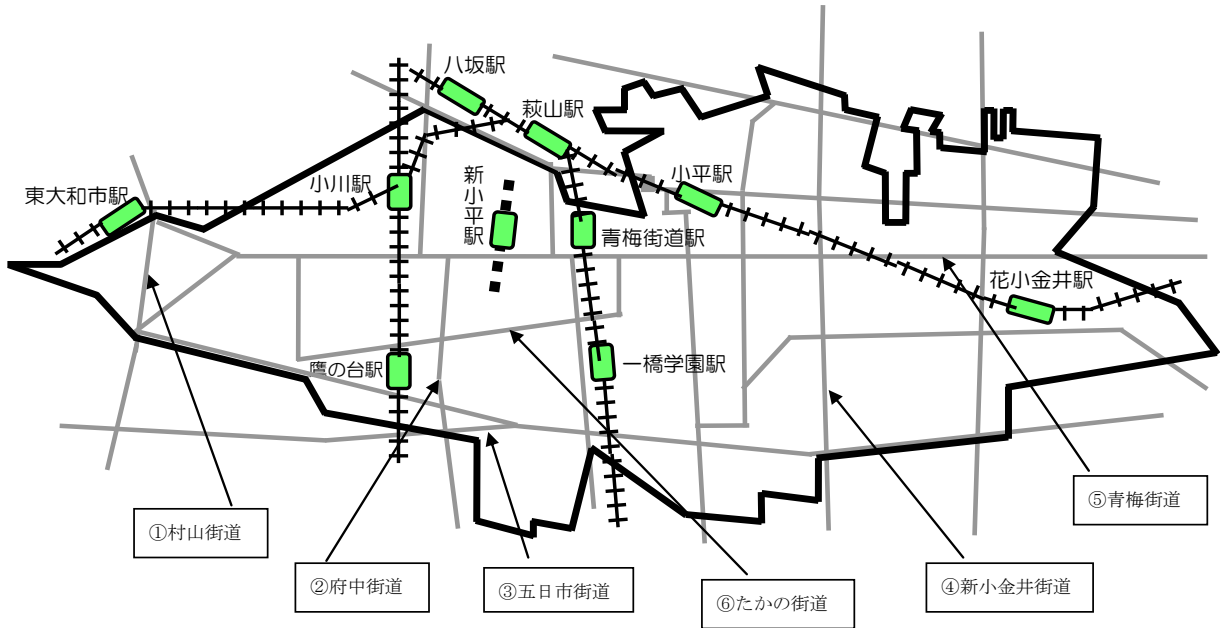 八坂駅
萩山駅
小平駅
新小平駅
小川駅
東大和市駅
青梅街道駅
花小金井駅
鷹の台駅
一橋学園駅
①村山街道
②府中街道
③五日市街道
⑥たかの街道
④新小金井街道
⑤青梅街道